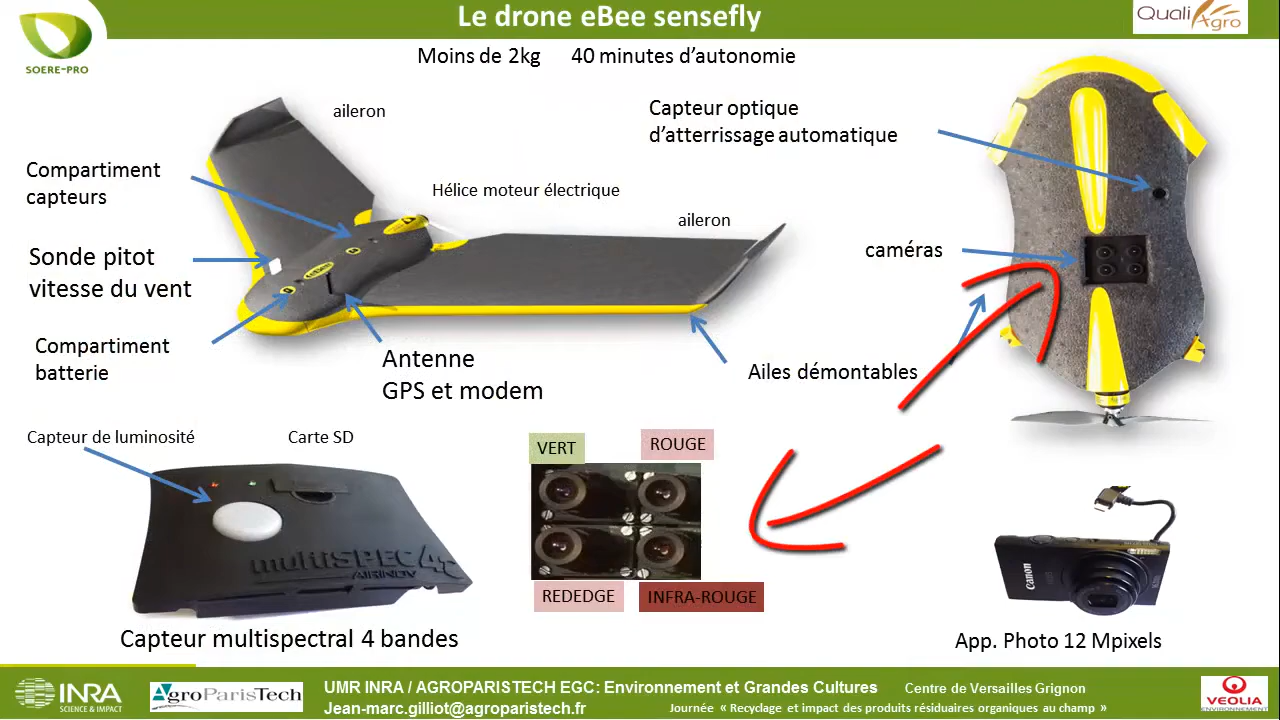 Le drone eBee sensefly
Quali
Agro
SOERE-PRO
Moins de 2kg 40 minutes d’autonomie
aileron
Capteur optique
d’atterrissage automatique
Compartiment
capteurs
Hélice moteur électrique
aileron
Sonde pitot
vitesse du vent
caméras
Compartiment
batterie
Antenne
GPS et modem
Ailes démontables
Capteur de luminosité
Carte SD
VERT
ROUGE
multiSPEC 4C
AIRINOV
Canon
REDEDGE
INFRA-ROUGE
Capteur multispectral 4 bandes
App. Photo 12 Mpixels
INRA
SCIENCE & IMPACT
AgroParisTech
UMR INRA / AGROPARISTECH EGC: Environnement et Grandes Cultures
Centre de Versailles Grignon
Jean-marc.gilliot@agroparistech.fr
Journée « Recyclage et impact des produits résiduaires organiques au champ »
VEOLIA
ENVIRONNEMENT